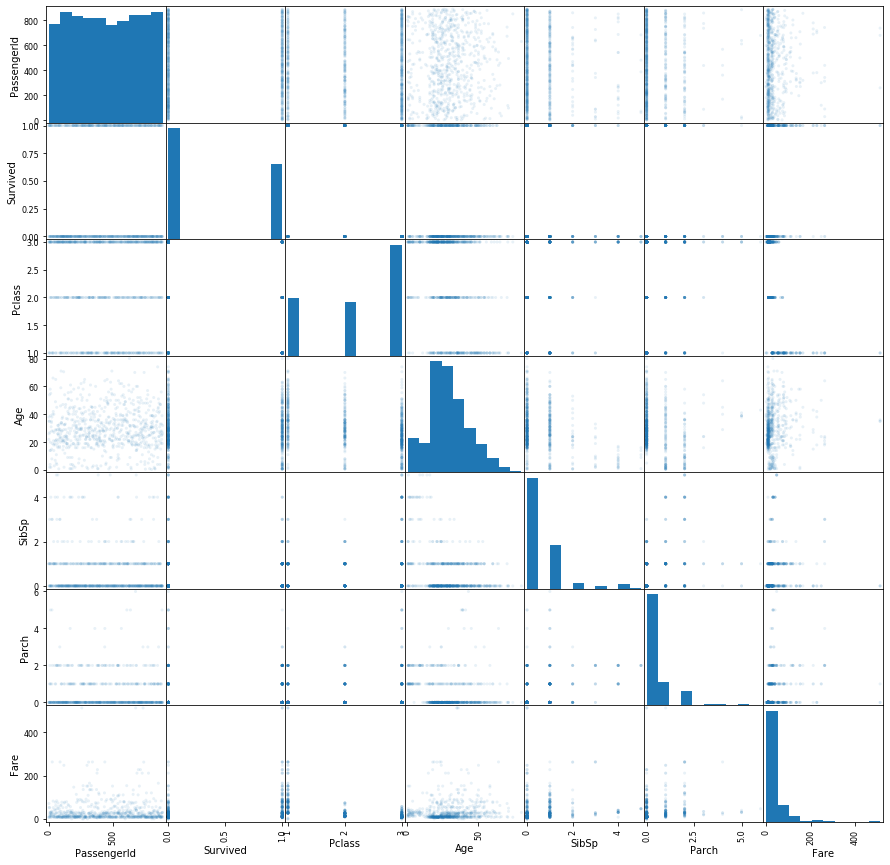 800
600
400
200
0
PassengerId
1.00
0.75
0.50
0.25
0.00
Survived
3.0
2.5
2.0
1.5
1.0
Pclass
80
60
40
20
0
Age
4
2
0
SibSp
6
4
2
0
Parch
400
200
0
Fare
0 500
PassengerId
0.0 0.5 1.0
Survived
1 2 3
Pclass
50
Age
0 2 4
SibSp
0.0 2.5 5.0
Parch
0 200 400
Fare